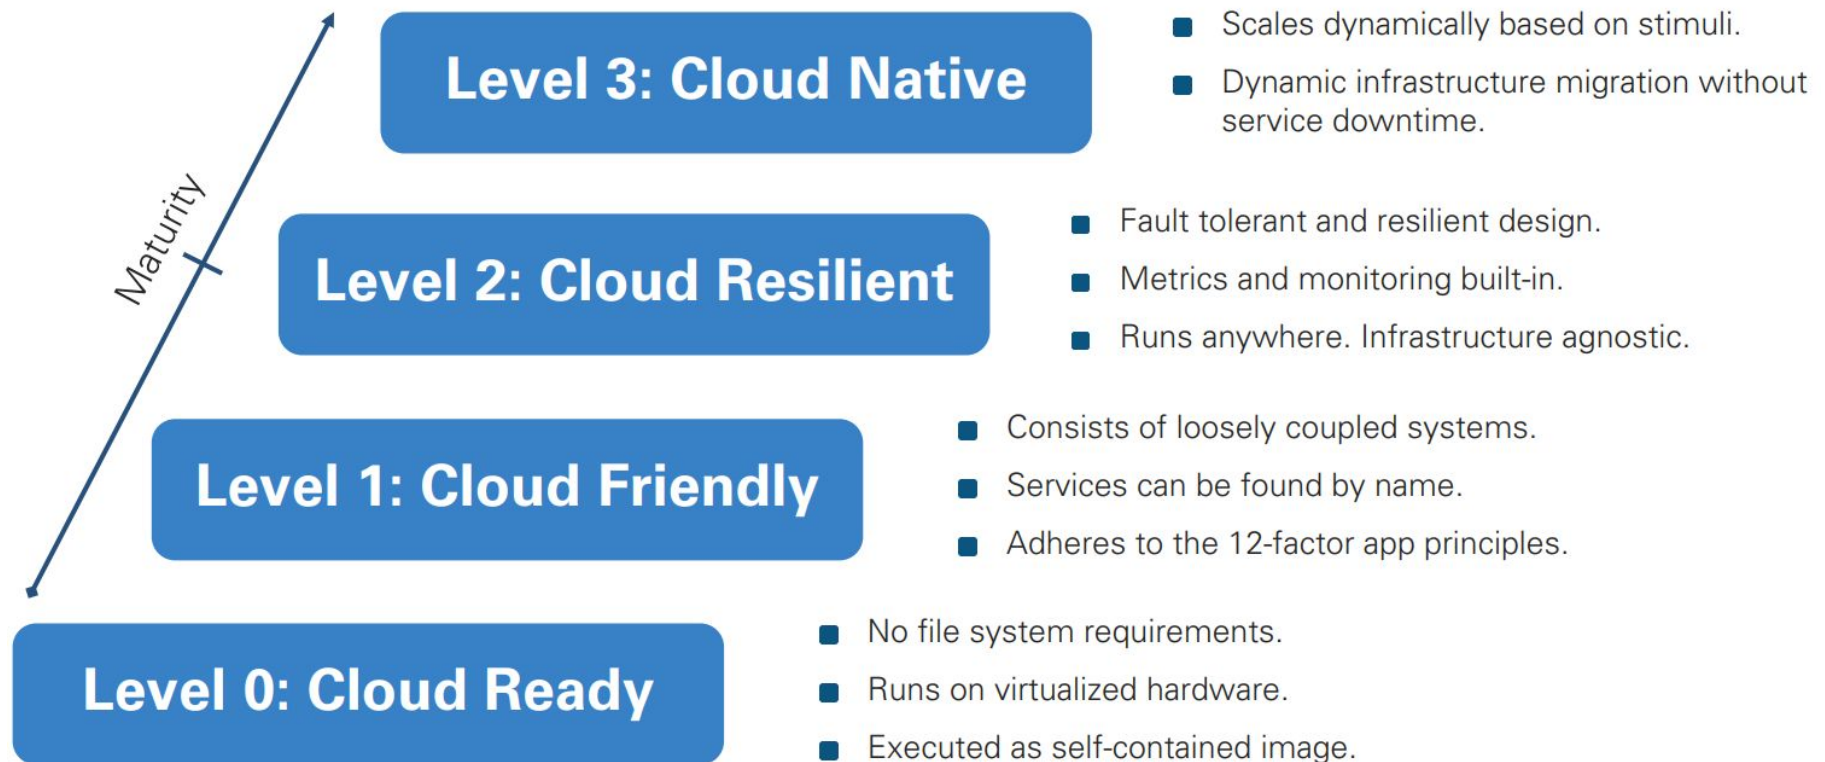 Level 3: Cloud Native
Scales dynamically based on stimuli.
Dynamic infrastructure migration without
service downtime.
Maturity
Level 2: Cloud Resilient
Fault tolerant and resilient design.
Metrics and monitoring built-in.
Runs anywhere. Infrastructure agnostic.
Level 1: Cloud Friendly
Consists of loosely coupled systems.
Services can be found by name.
Adheres to the 12-factor app principles.
Level 0: Cloud Ready
No file system requirements.
Runs on virtualized hardware.
Executed as self-contained image.